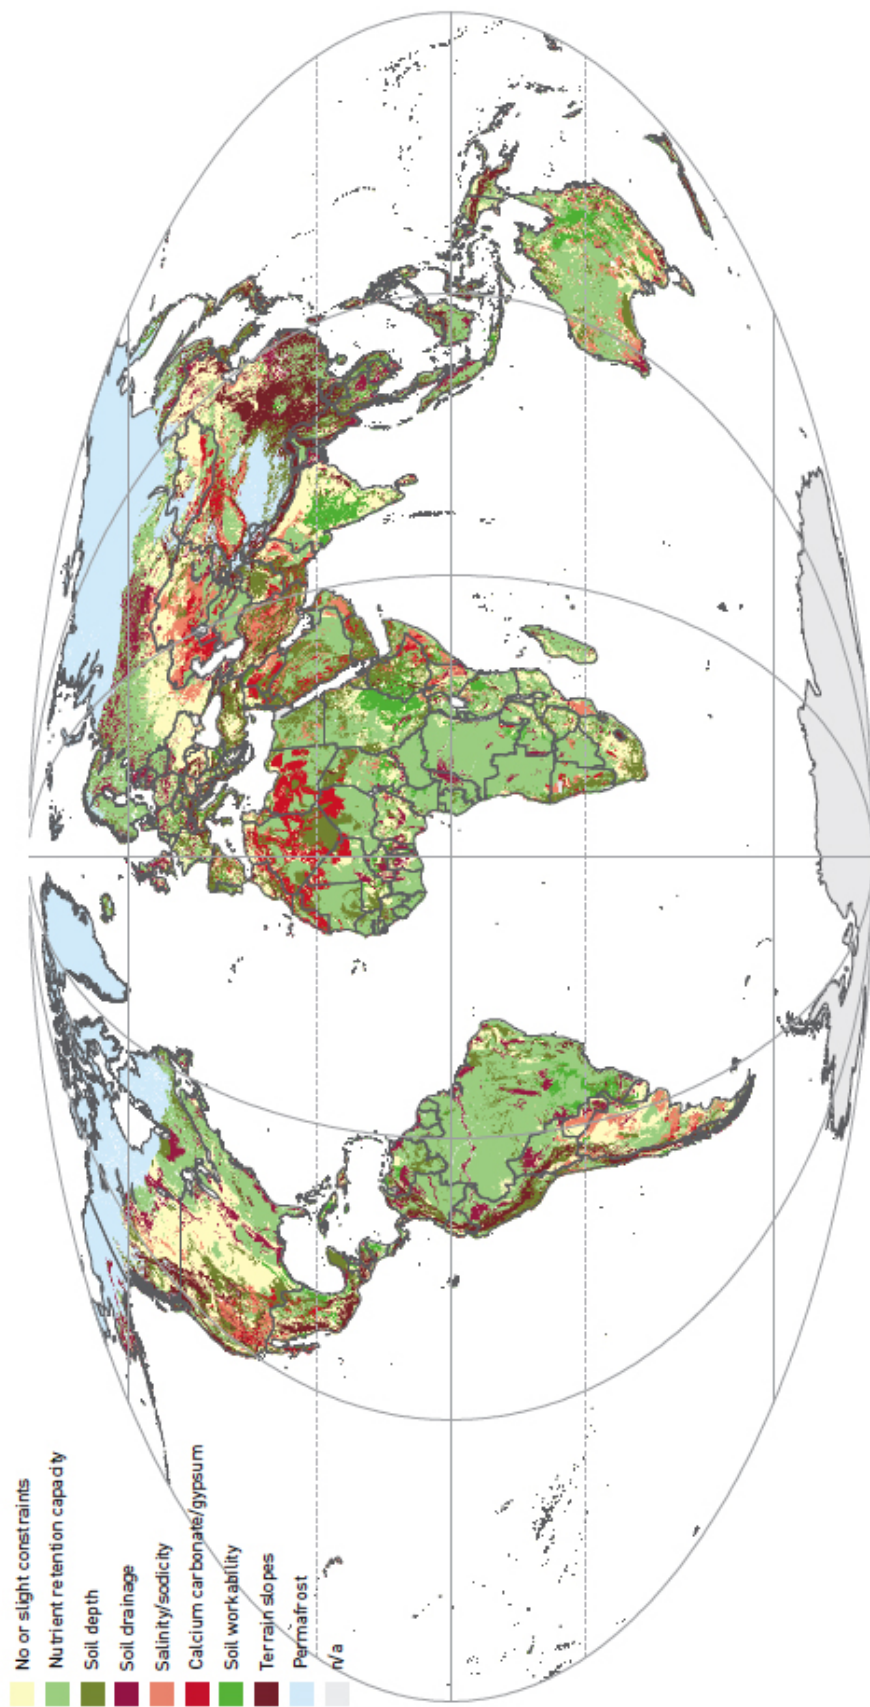 No or slight constraints
Nutrient retention capacity
Soil depth
Soil drainage
Salinity/sodicity
Calcium carbonate/gypsum
Soil workability
Terrain slopes
Permafrost
n/a